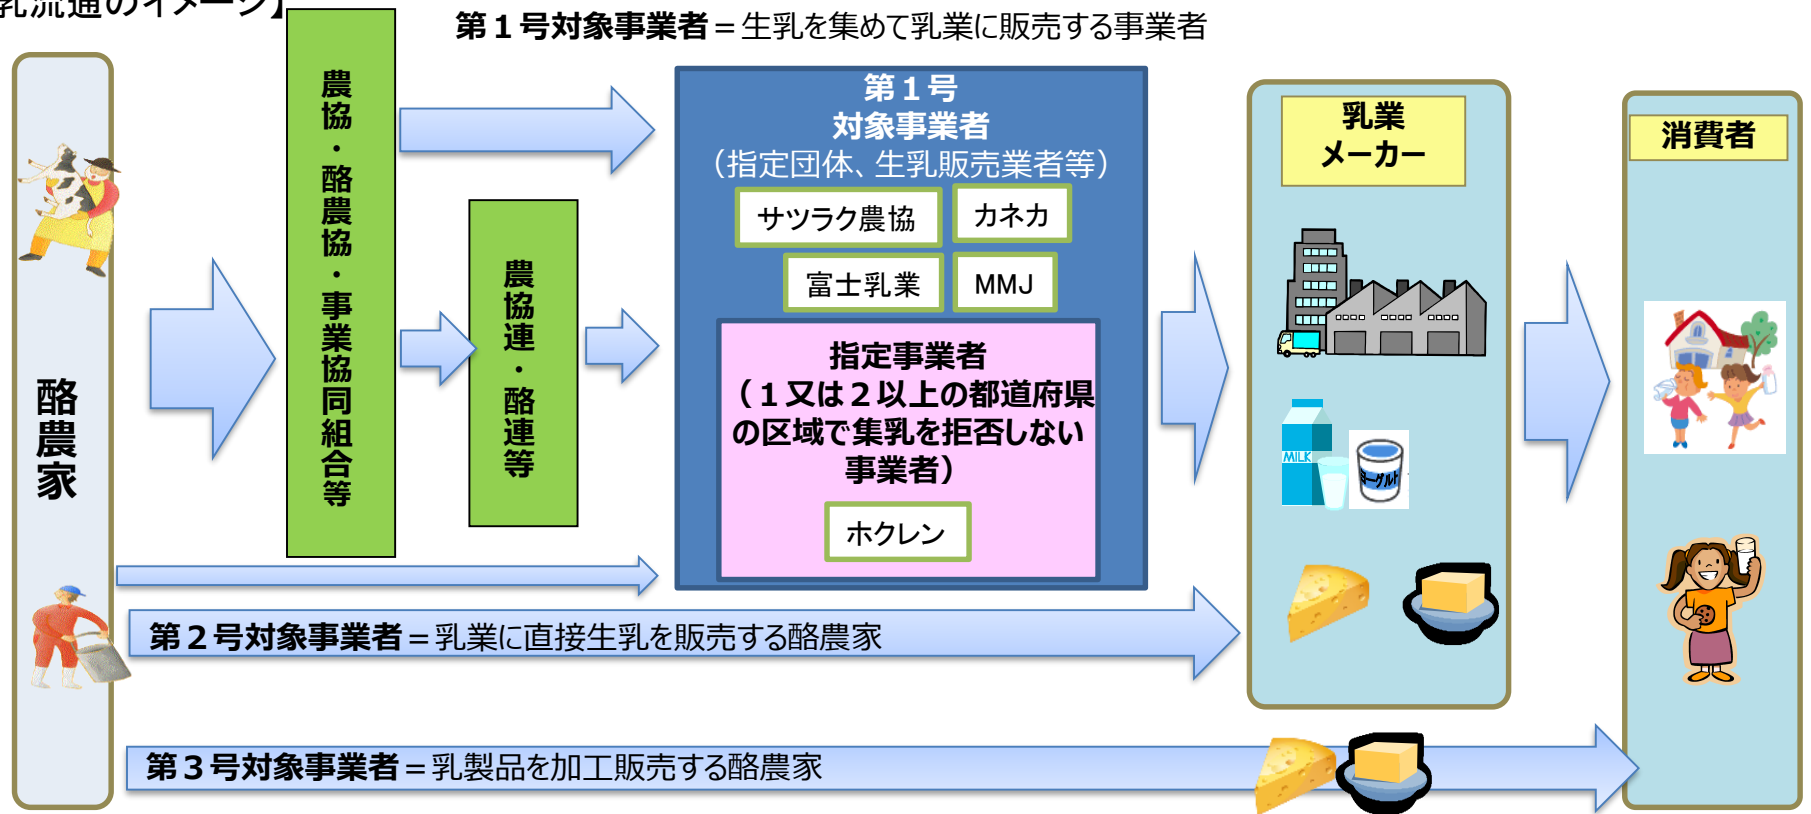 乳流通のイメージ】
第１号対象事業者＝生乳を集めて乳業に販売する事業者
酪農家
農協・酪農協・事業協同組合等
農協連・酪連等
第１号
対象事業者
（指定団体、生乳販売業者等）
サツラク農協
カネカ
富士乳業
MMJ
指定事業者
（１又は２以上の都道府県
の区域で集乳を拒否しない
事業者）
ホクレン
乳業
メーカー
MILK
ヨーグルト
消費者
第２号対象事業者＝乳業に直接生乳を販売する酪農家
第３号対象事業者＝乳製品を加工販売する酪農家